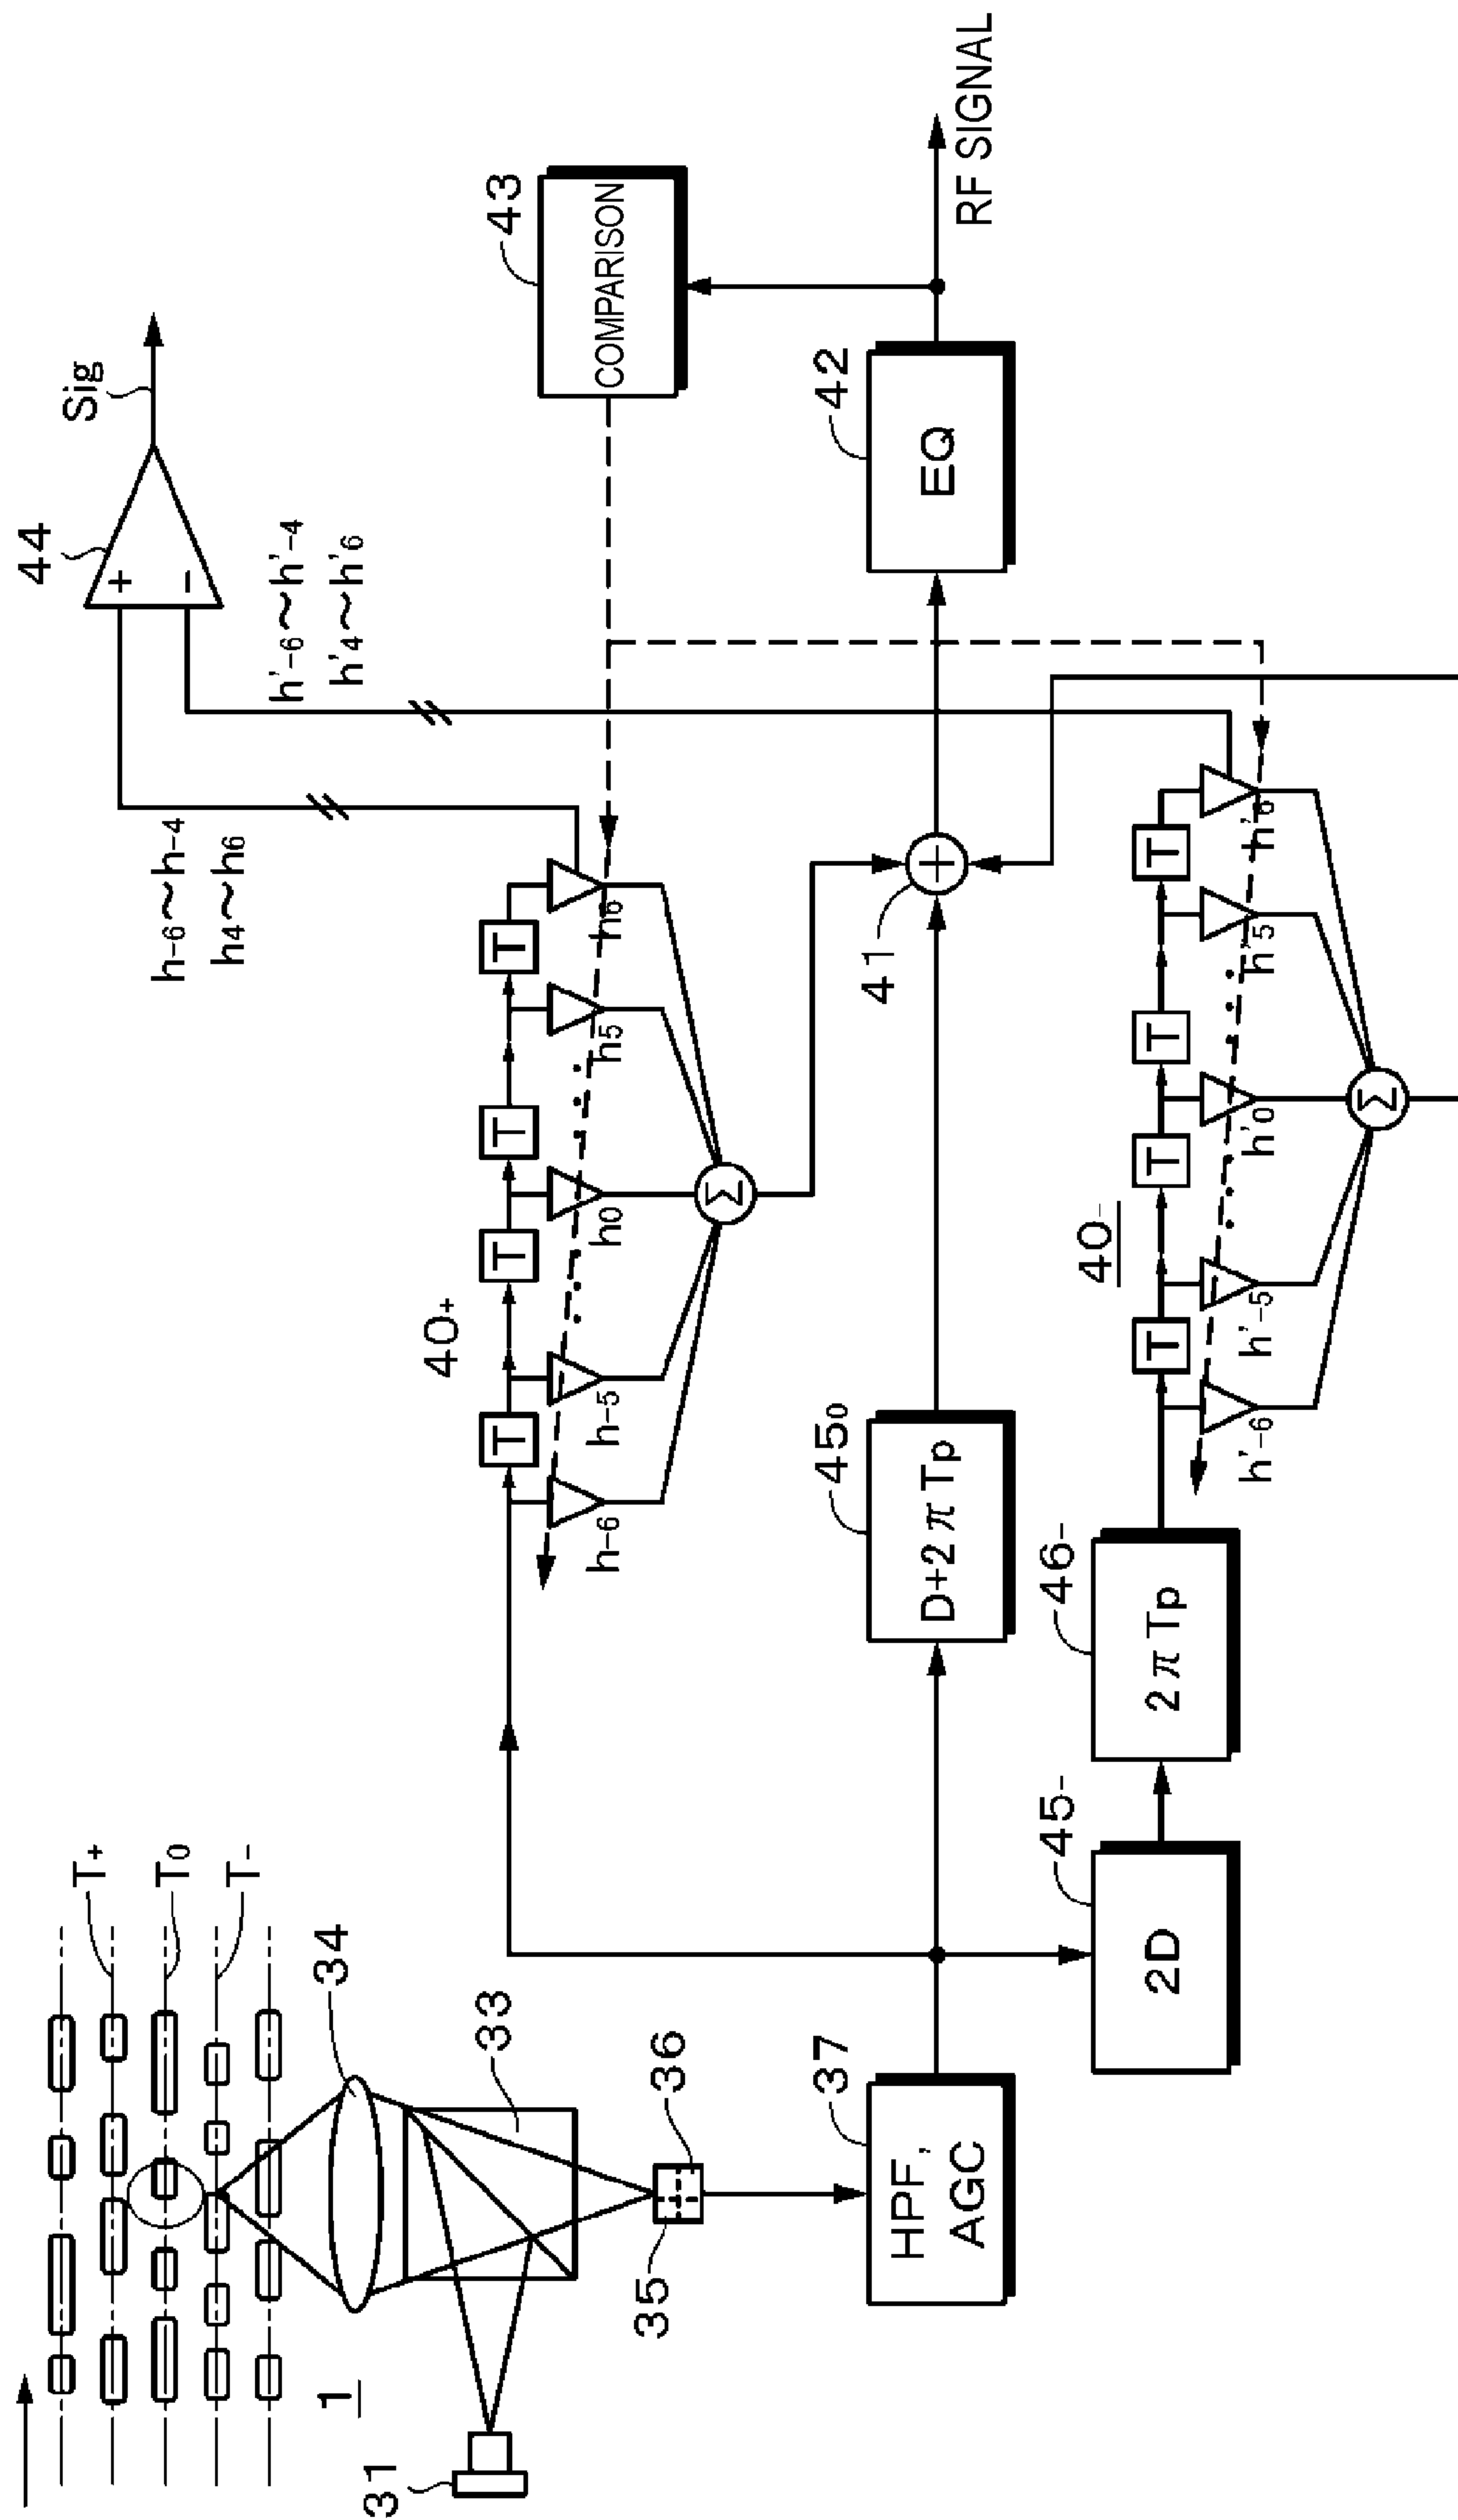 T+
T0
T-
34
33
1
31
35
36
37
HPF,
AGC
2D
45-
2πTp
46-
D+2πTp
450
40+
T
T
T
T
h-6
h-5
h0
h5
h6
Σ
40-
T
T
T
T
h'-6
h'-5
h'0
h'5
h'6
Σ
41
+
EQ
42
COMPARISON
43
RF SIGNAL
h-6~h-4
h4~h6
h'-6~h'-4
h'4~h'6
+
-
44
Sig